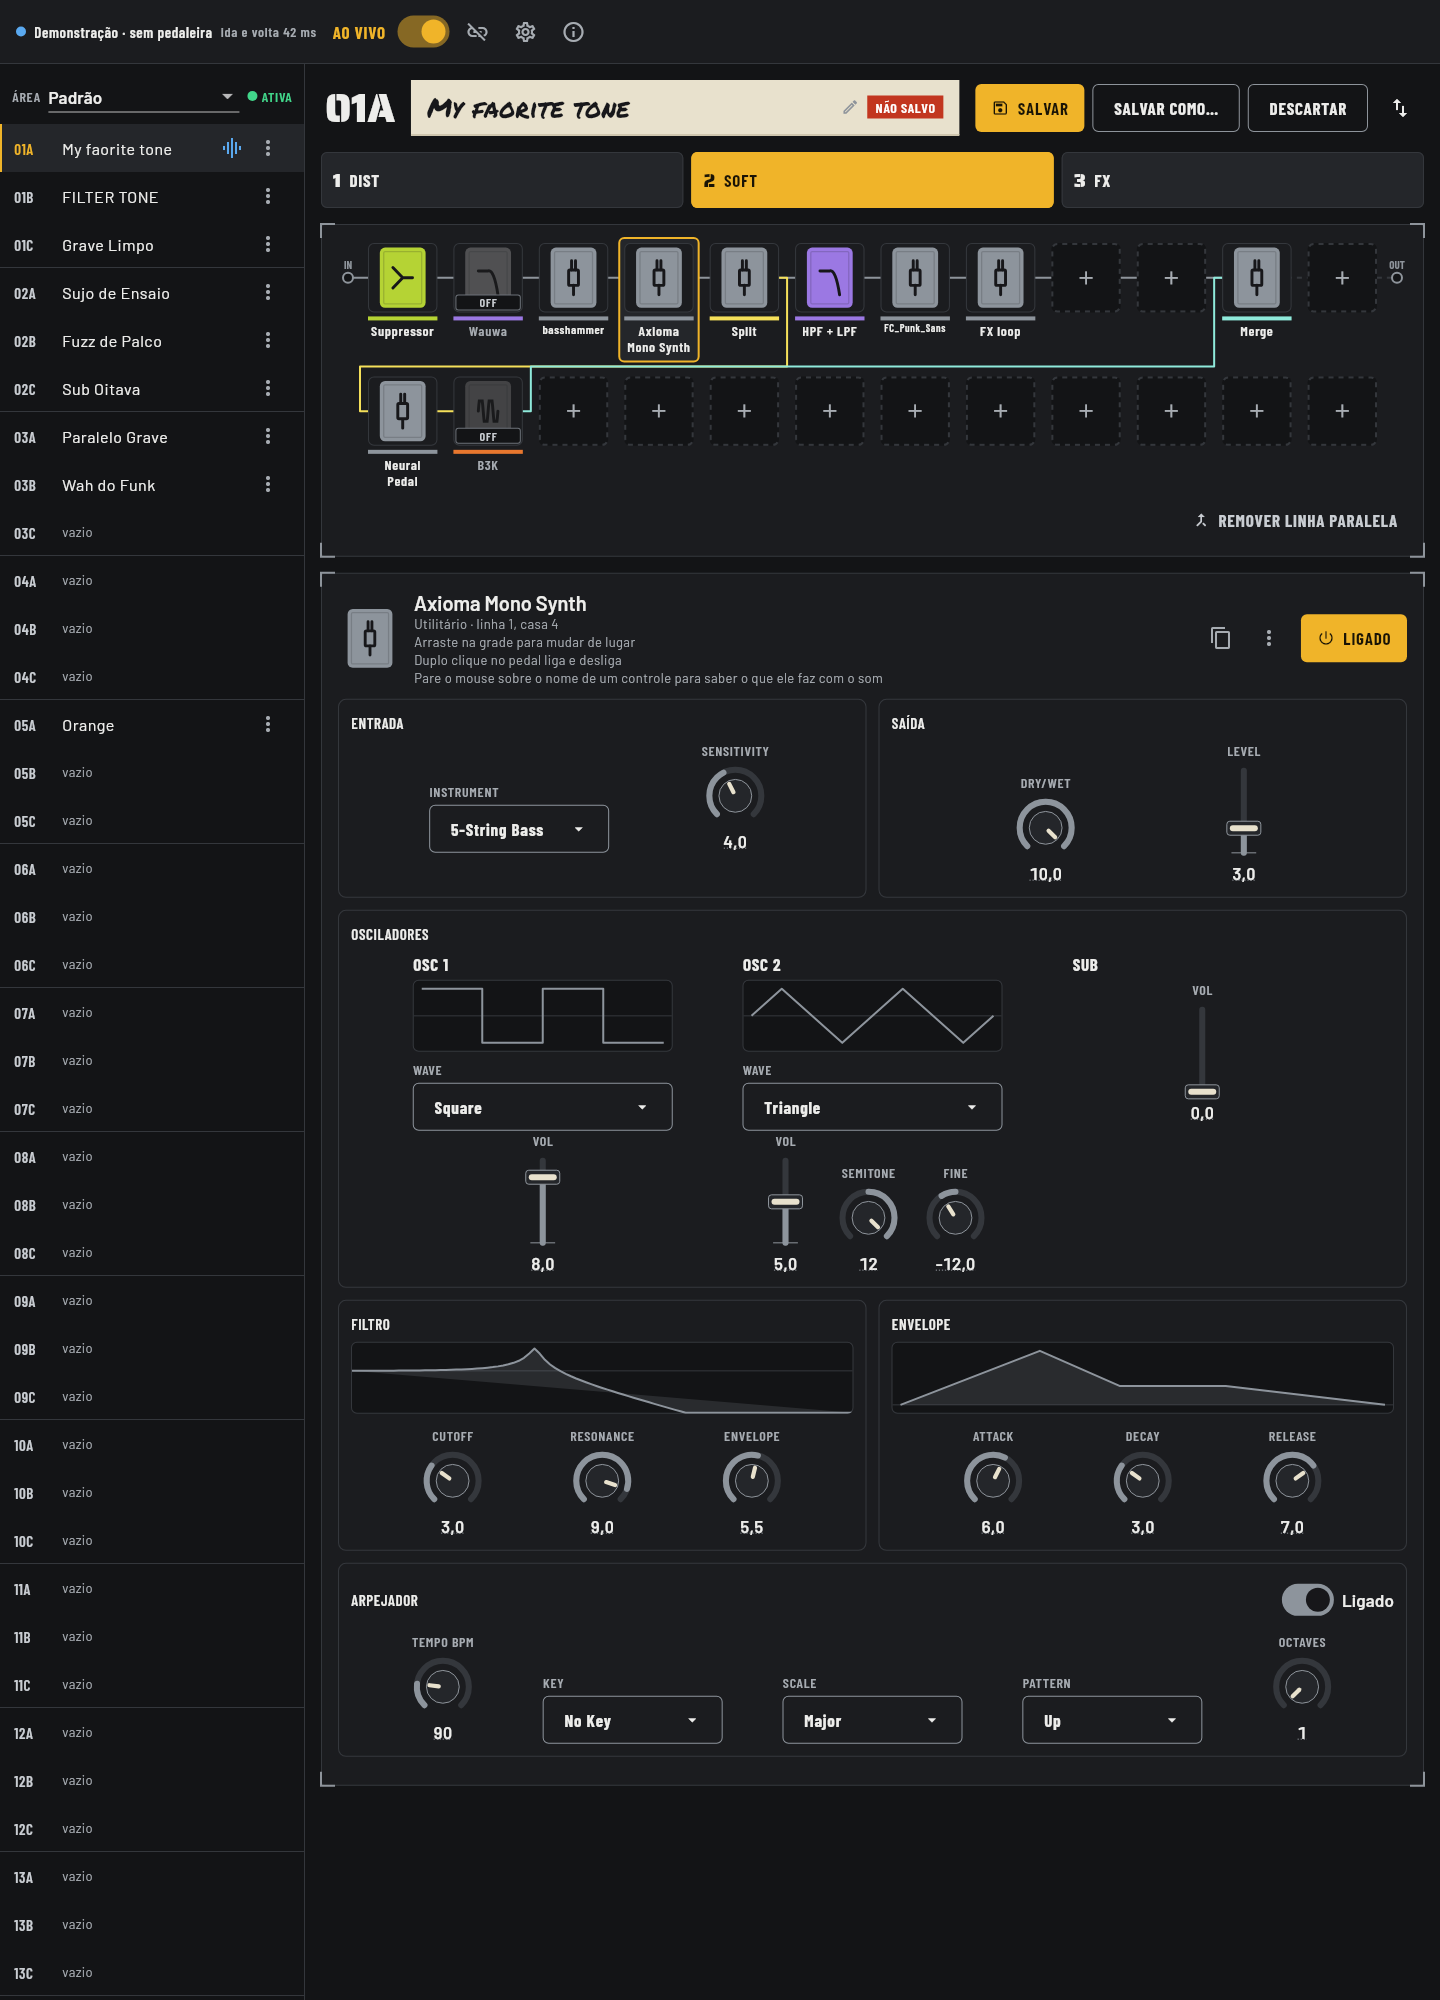 Demonstração · sem pedaleira Ida e volta 42 ms AO VIVO
ÁREA Padrão ATIVA
01A My faorite tone
01B FILTER TONE
01C Grave Limpo
02A Sujo de Ensaio
02B Fuzz de Palco
02C Sub Oitava
03A Paralelo Grave
03B Wah do Funk
03C vazio
04A vazio
04B vazio
04C vazio
05A Orange
05B vazio
05C vazio
06A vazio
06B vazio
06C vazio
07A vazio
07B vazio
07C vazio
08A vazio
08B vazio
08C vazio
09A vazio
09B vazio
09C vazio
10A vazio
10B vazio
10C vazio
11A vazio
11B vazio
11C vazio
12A vazio
12B vazio
12C vazio
13A vazio
13B vazio
13C vazio
01A My faorite tone NÃO SALVO SALVAR SALVAR COMO... DESCARTAR
1 DIST 2 SOFT 3 FX
IN OUT
OFF
Suppressor Wauwa basshammer Axioma Mono Synth Split HPF + LPF FC_Punk_Sans FX loop Merge
OFF
Neural Pedal B3K
REMOVER LINHA PARALELA
Axioma Mono Synth
Utilitário · linha 1, casa 4
Arraste na grade para mudar de lugar
Duplo clique no pedal liga e desliga
Pare o mouse sobre o nome de um controle para saber o que ele faz com o som
LIGADO
ENTRADA
INSTRUMENT SENSITIVITY
5-String Bass 4,0
SAÍDA
DRY/WET LEVEL
10,0 3,0
OSCILADORES
OSC 1 OSC 2 SUB
VOL
WAVE WAVE
Square Triangle 0,0
VOL VOL SEMITONE FINE
8,0 5,0 12 -12,0
FILTRO
CUTOFF RESONANCE ENVELOPE
3,0 9,0 5,5
ENVELOPE
ATTACK DECAY RELEASE
6,0 3,0 7,0
ARPEJADOR Ligado
TEMPO BPM KEY SCALE PATTERN OCTAVES
90 No Key Major Up 1